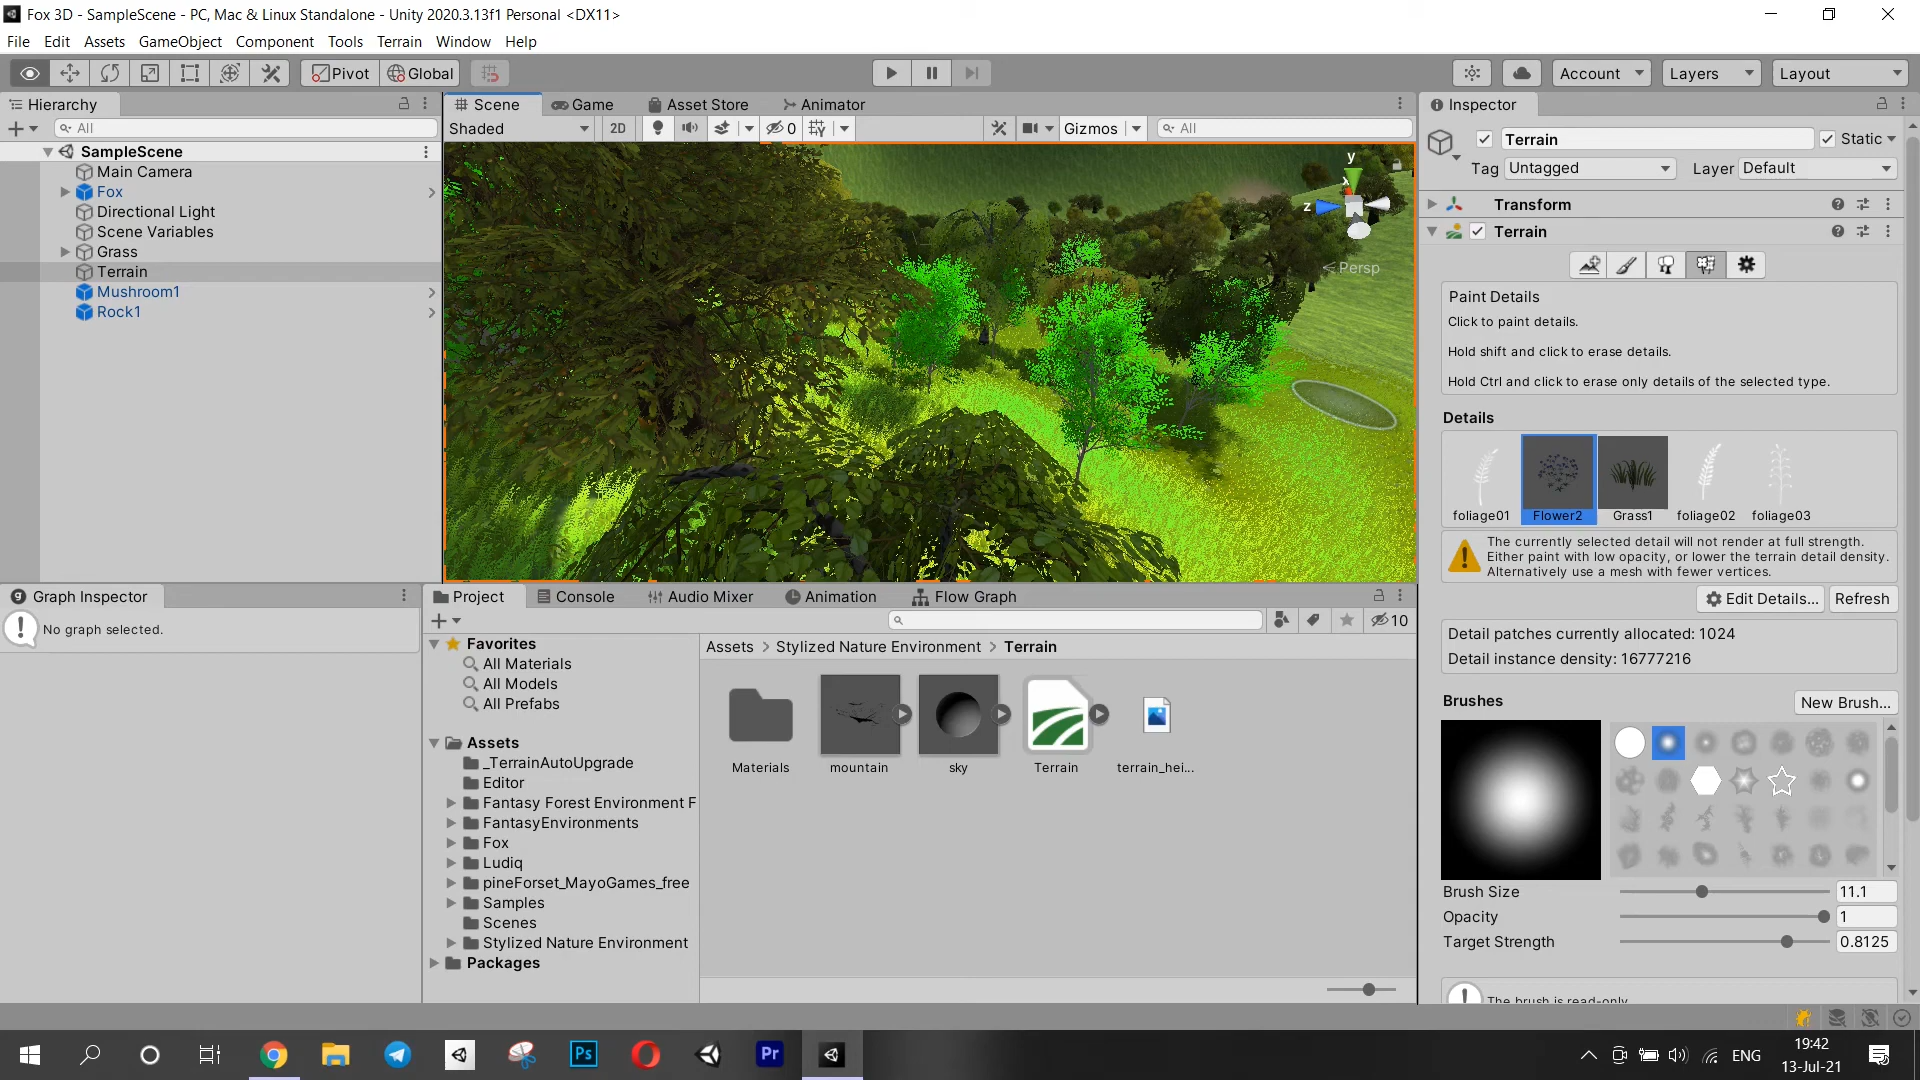 Fox 3D - SampleScene - PC, Mac & Linux Standalone - Unity 2020.3.13f1 Personal <DX11>
File Edit Assets GameObject Component Tools Terrain Window Help
Pivot Global Account Layers Layout
Hierarchy
All
SampleScene
Main Camera
Fox
Directional Light
Scene Variables
Grass
Terrain
Mushroom1
Rock1
Scene Game Asset Store Animator
Shaded 2D 0 Gizmos All
y
x
z
Persp
Inspector
Terrain Static
Tag Untagged Layer Default
Transform
Terrain
Paint Details
Click to paint details.
Hold shift and click to erase details.
Hold Ctrl and click to erase only details of the selected type.
Details
foliage01 Flower2 Grass1 foliage02 foliage03
The currently selected detail will not render at full strength.
Either paint with low opacity, or lower the terrain detail density.
Alternatively use a mesh with fewer vertices.
Edit Details... Refresh
Detail patches currently allocated: 1024
Detail instance density: 16777216
Brushes New Brush...
Brush Size 11.1
Opacity 1
Target Strength 0.8125
The brush is read-only
Graph Inspector
No graph selected.
Project Console Audio Mixer Animation Flow Graph
10
Favorites
All Materials
All Models
All Prefabs
Assets
_TerrainAutoUpgrade
Editor
Fantasy Forest Environment F
FantasyEnvironments
Fox
Ludiq
pineForset_MayoGames_free
Samples
Scenes
Stylized Nature Environment
Packages
Assets > Stylized Nature Environment > Terrain
Materials mountain sky Terrain terrain_hei...
Ps Pr
ENG
19:42
13-Jul-21